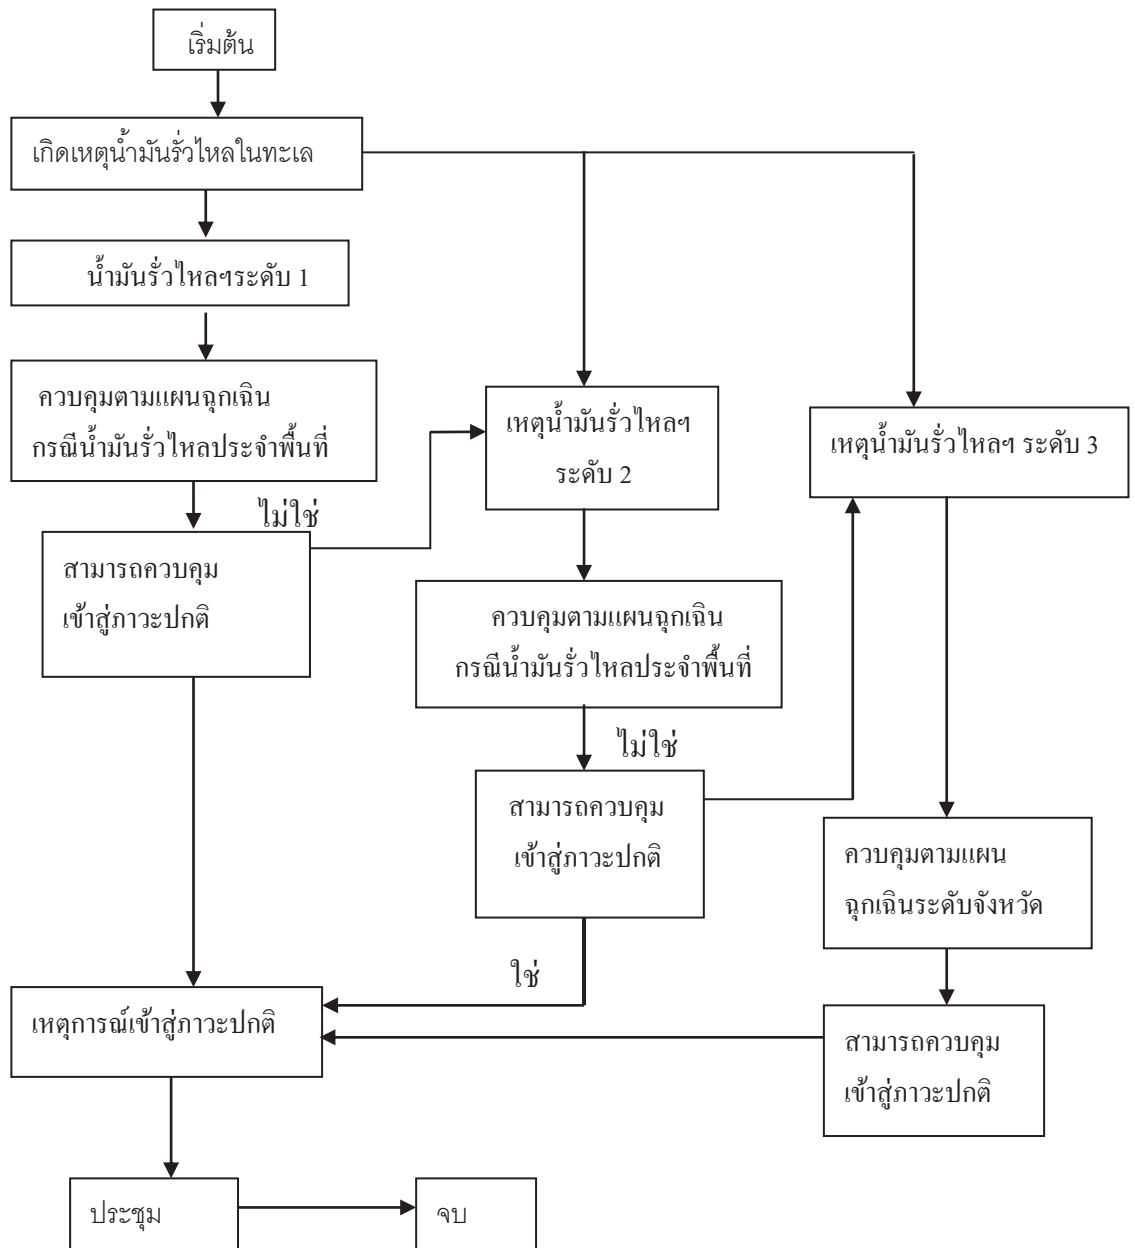 เริ่มต้น
เกิดเหตุน้ำมันรั่วไหลในทะเล
น้ำมันรั่วไหลฯระดับ 1
ควบคุมตามแผนฉุกเฉิน
กรณีน้ำมันรั่วไหลประจำพื้นที่
ไม่ใช่
สามารถควบคุม
เข้าสู่ภาวะปกติ
เหตุน้ำมันรั่วไหลฯ
ระดับ 2
เหตุน้ำมันรั่วไหลฯ ระดับ 3
ควบคุมตามแผนฉุกเฉิน
กรณีน้ำมันรั่วไหลประจำพื้นที่
ไม่ใช่
สามารถควบคุม
เข้าสู่ภาวะปกติ
ควบคุมตามแผน
ฉุกเฉินระดับจังหวัด
ใช่
เหตุการณ์เข้าสู่ภาวะปกติ
สามารถควบคุม
เข้าสู่ภาวะปกติ
ประชุม
จบ